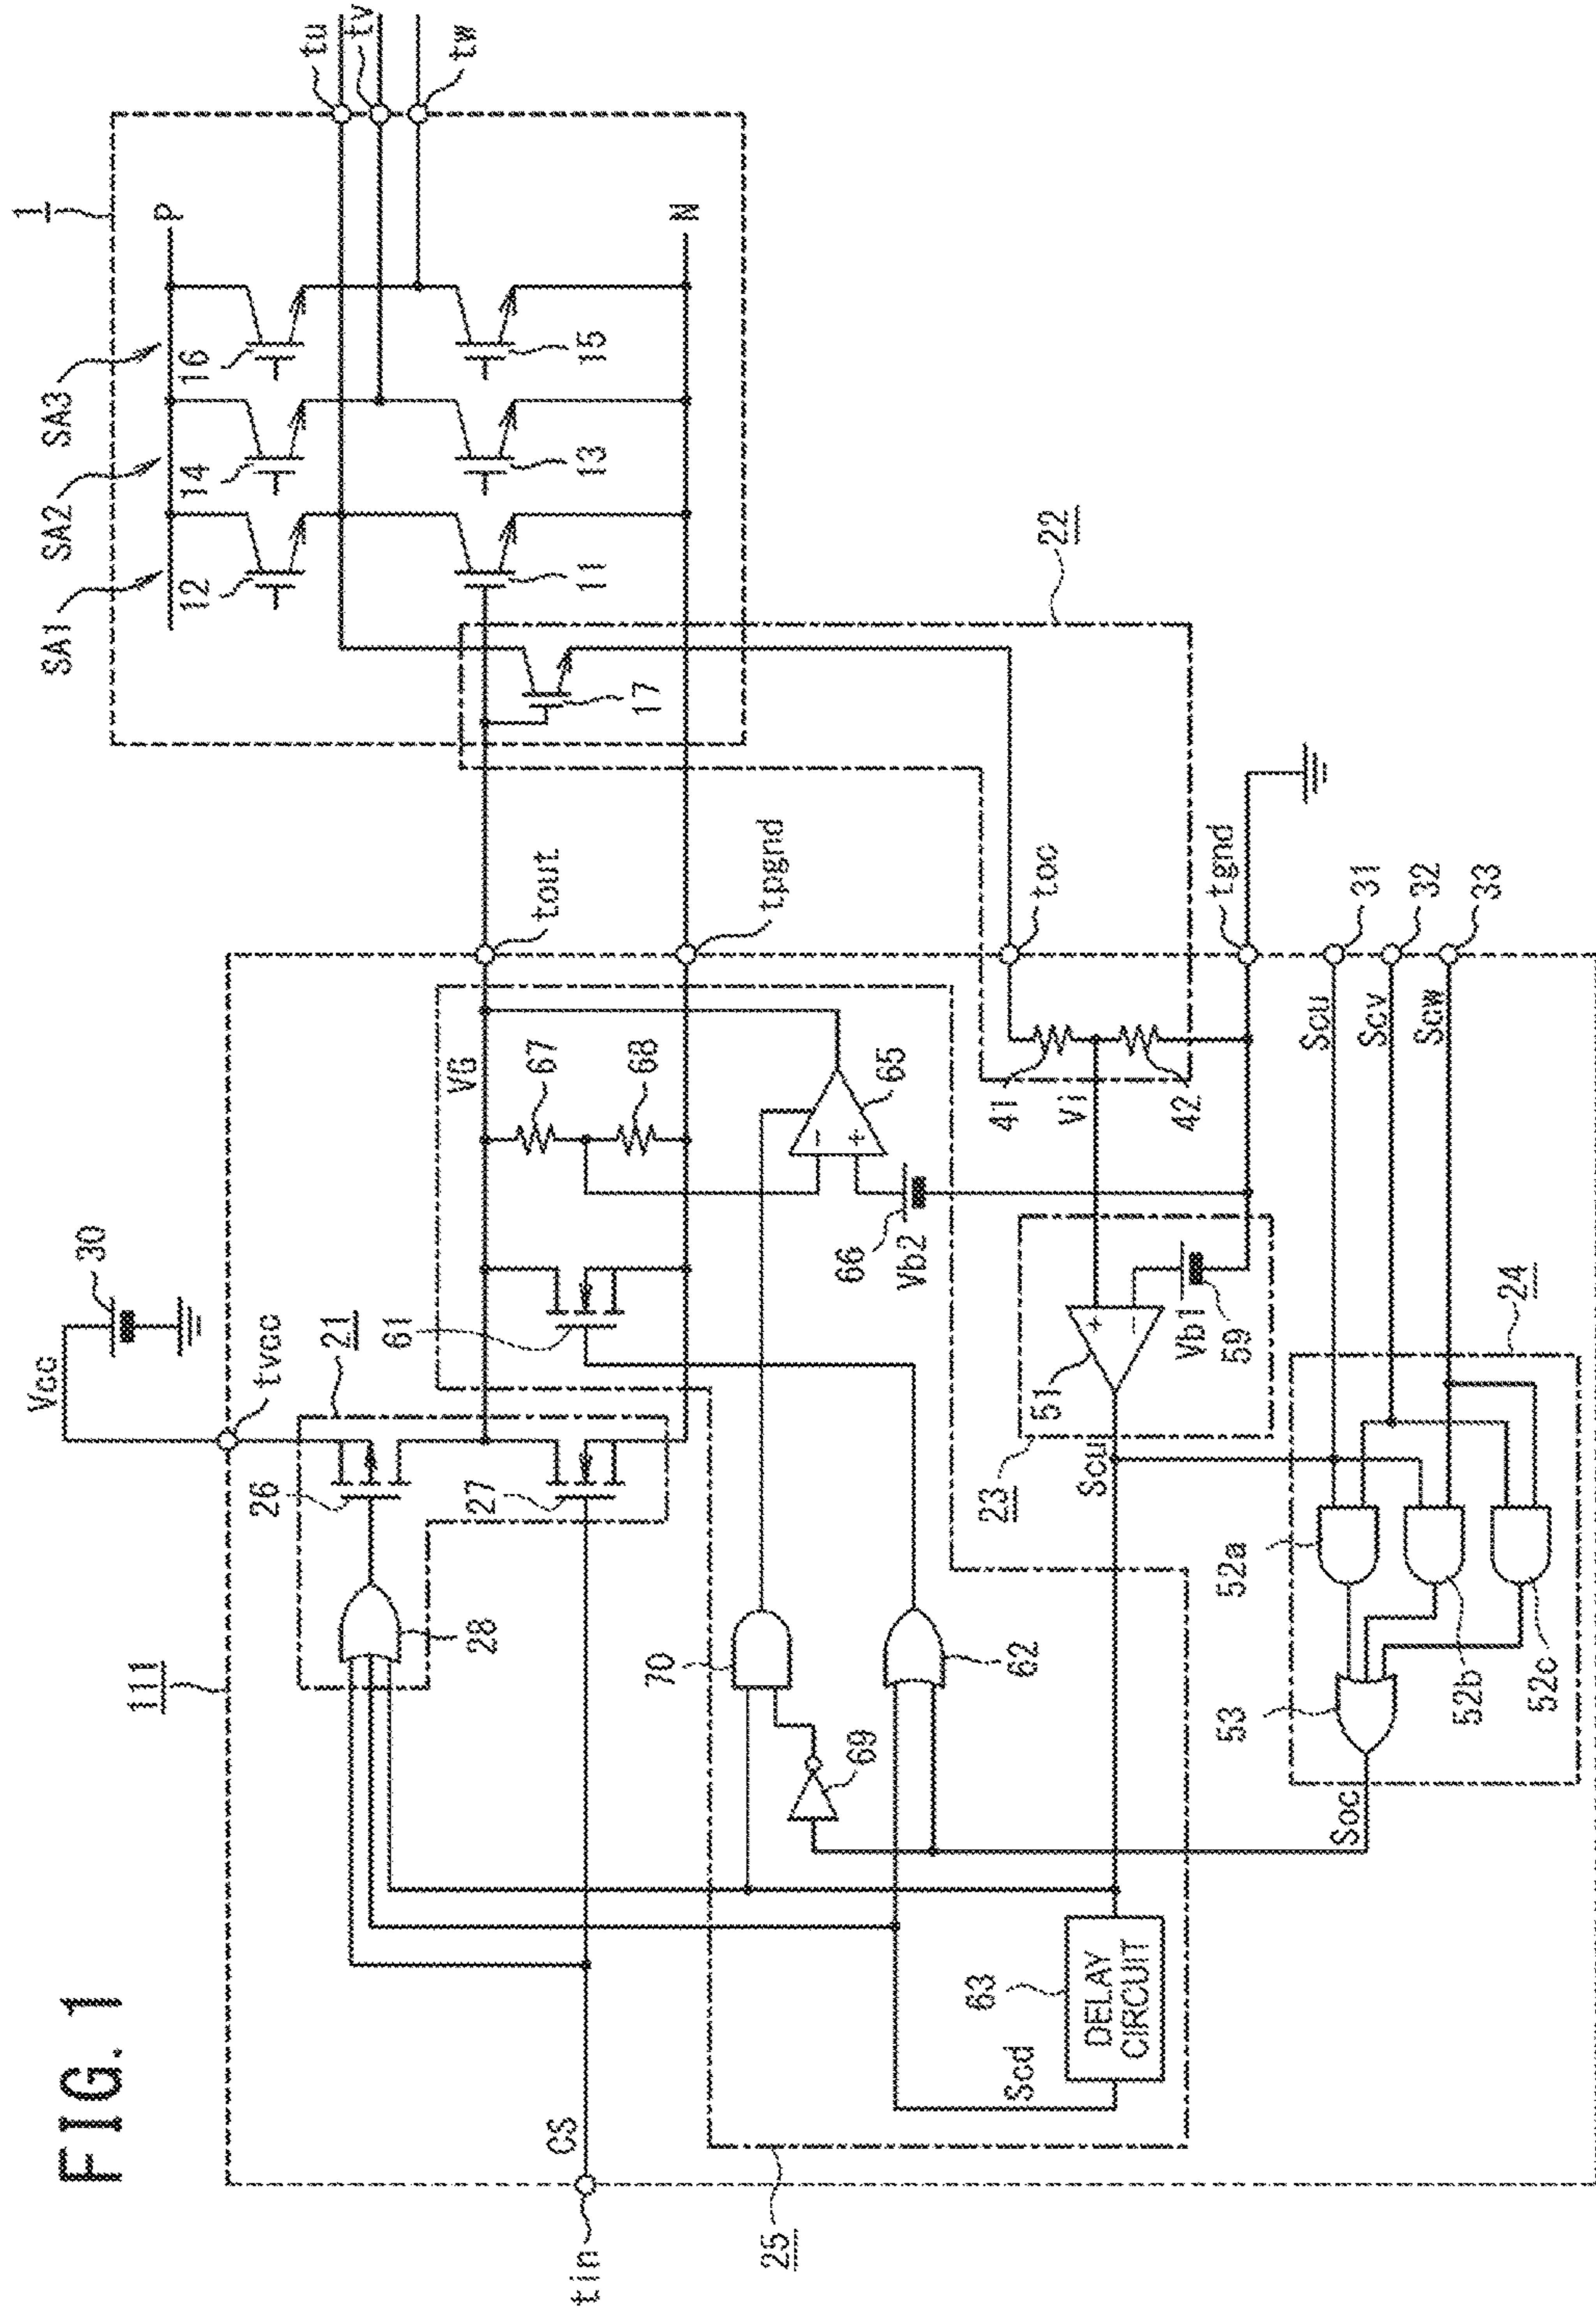 FIG. 1
1
P
N
tu
tv
tw
SA1
SA2
SA3
12
14
16
11
13
15
17
22
Vcc
30
tvcc
111
21
26
27
28
61
VG
67
68
65
66
Vb2
tout
tpgnd
toc
tgnd
31
32
33
Scu
Scv
Scw
41
Vi
42
51
Vb1
59
23
Scu
24
52a
52b
52c
53
Soc
70
69
62
63
DELAY
CIRCUIT
Scd
CS
tin
25